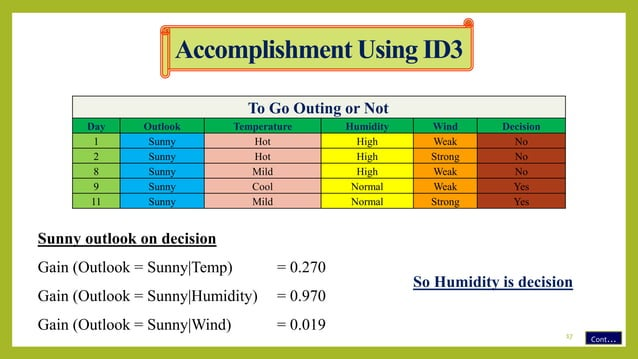 Accomplishment Using ID3
To Go Outing or Not
Day Outlook Temperature Humidity Wind Decision
1 Sunny Hot High Weak No
2 Sunny Hot High Strong No
8 Sunny Mild High Weak No
9 Sunny Cool Normal Weak Yes
11 Sunny Mild Normal Strong Yes
Sunny outlook on decision
Gain (Outlook = Sunny|Temp) = 0.270
Gain (Outlook = Sunny|Humidity) = 0.970
Gain (Outlook = Sunny|Wind) = 0.019
So Humidity is decision
17
Cont…